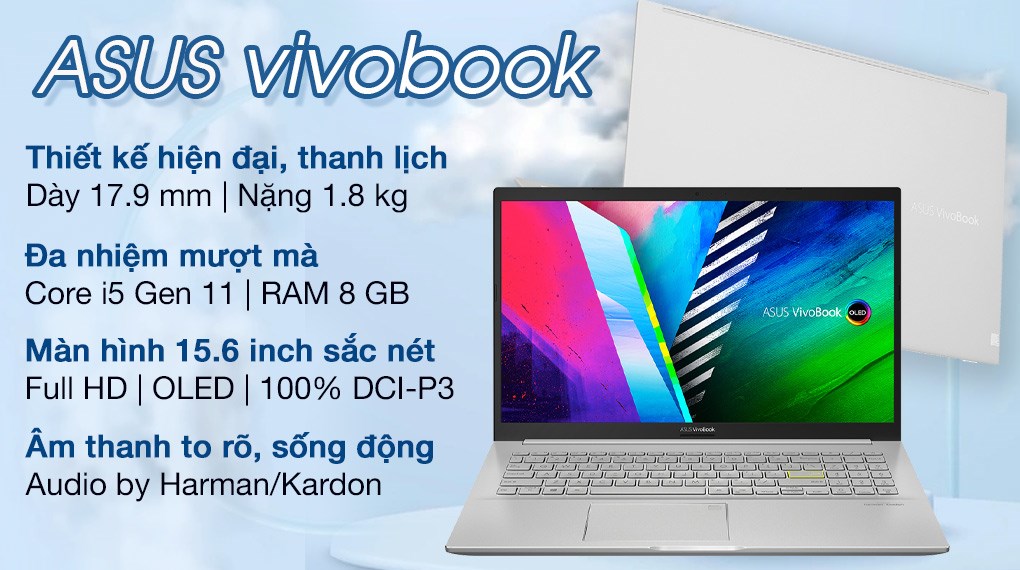 ASUS vivobook
Thiết kế hiện đại, thanh lịch
Dày 17.9 mm | Nặng 1.8 kg
Đa nhiệm mượt mà
Core i5 Gen 11 | RAM 8 GB
Màn hình 15.6 inch sắc nét
Full HD | OLED | 100% DCI-P3
Âm thanh to rõ, sống động
Audio by Harman/Kardon
ASUS VivoBook
ASUS VivoBook OLED
ASUS VivoBook